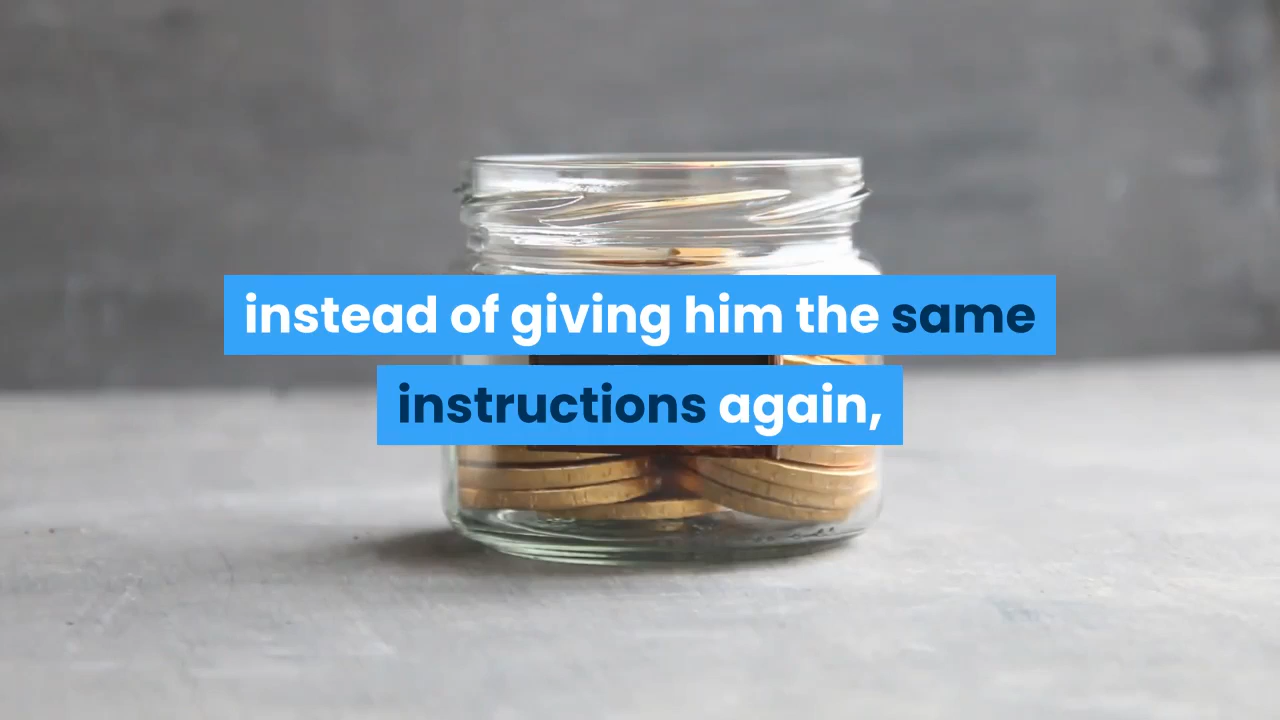 instead of giving him the same
instructions again,